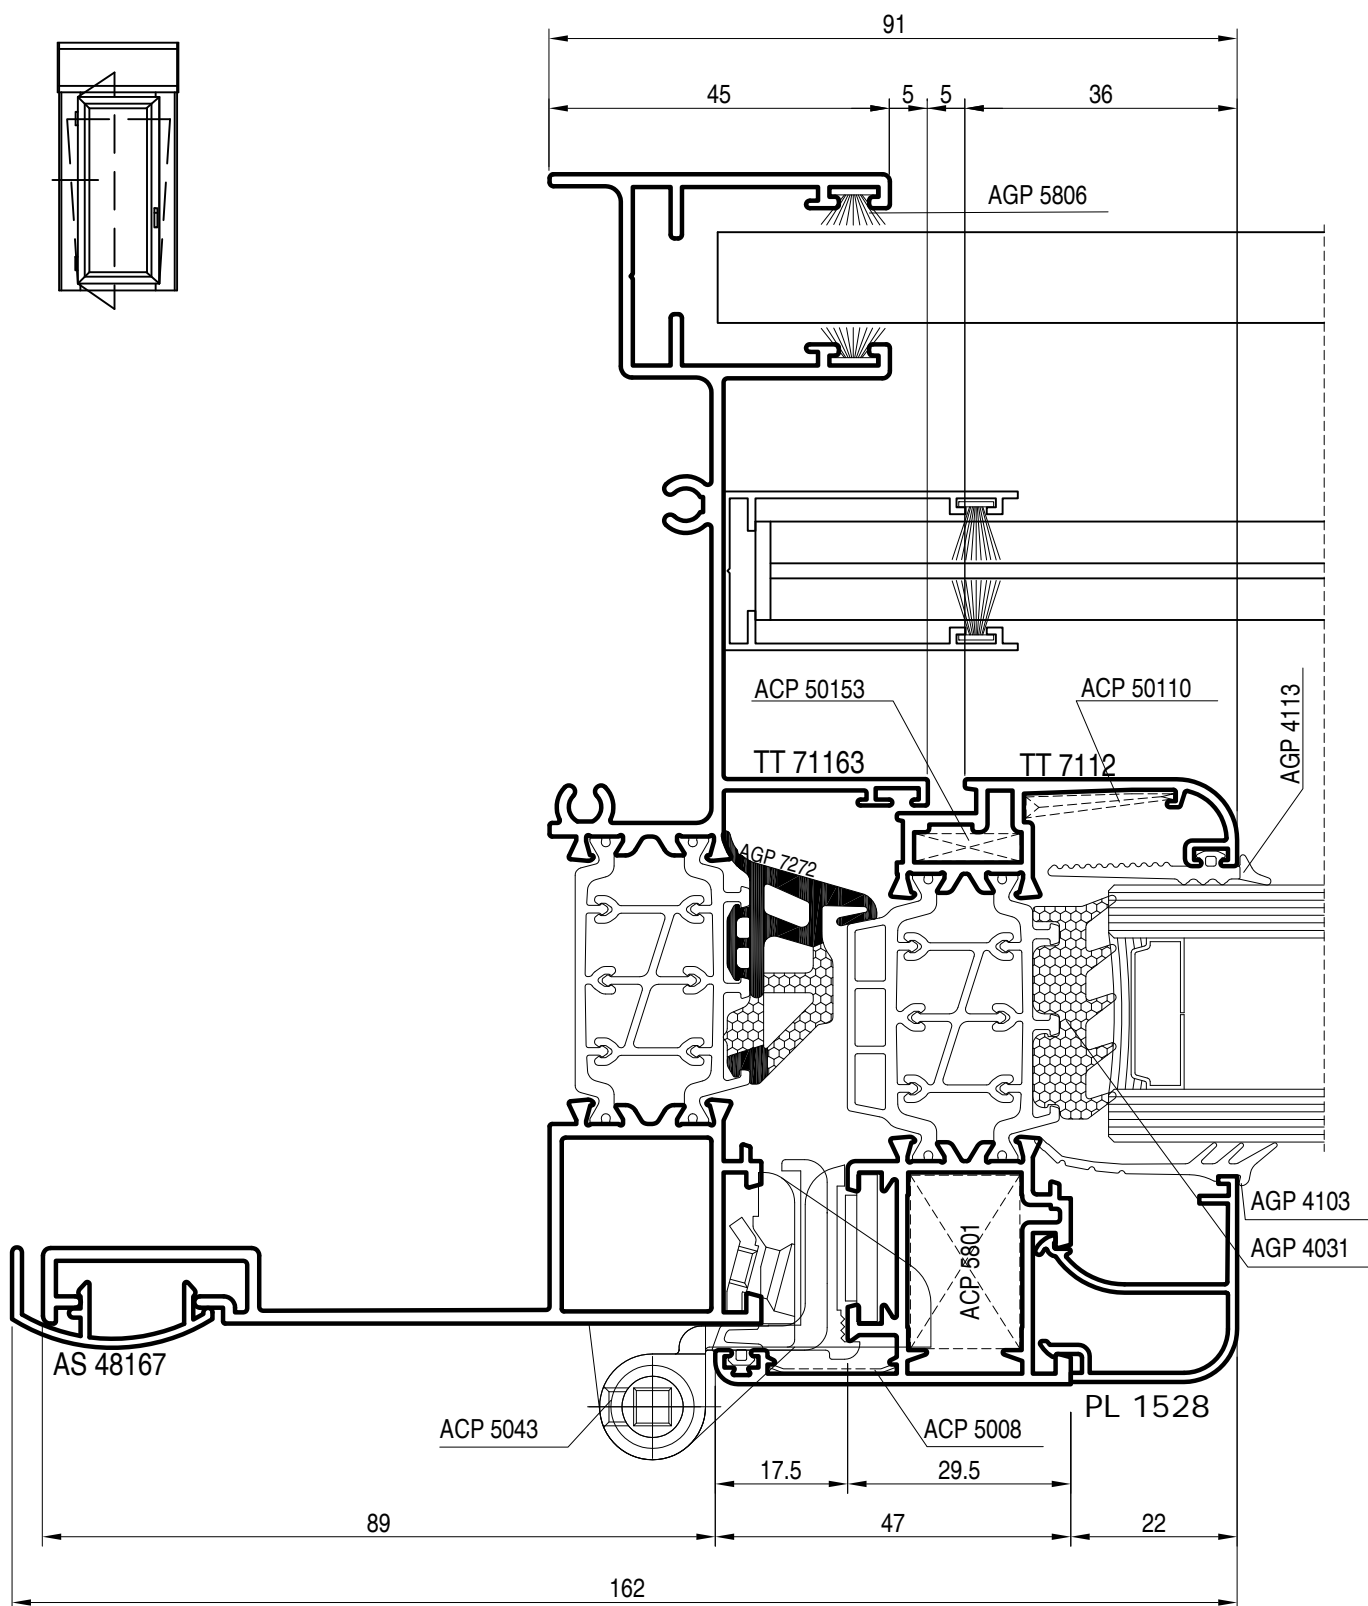 91
45 5 5 36
AGP 5806
ACP 50153
ACP 50110
AGP 4113
TT 71163
TT 7112
AGP 7272
AGP 4103
AGP 4031
ACP 5801
AS 48167
PL 1528
ACP 5043
ACP 5008
17.5 29.5
89 47 22
162